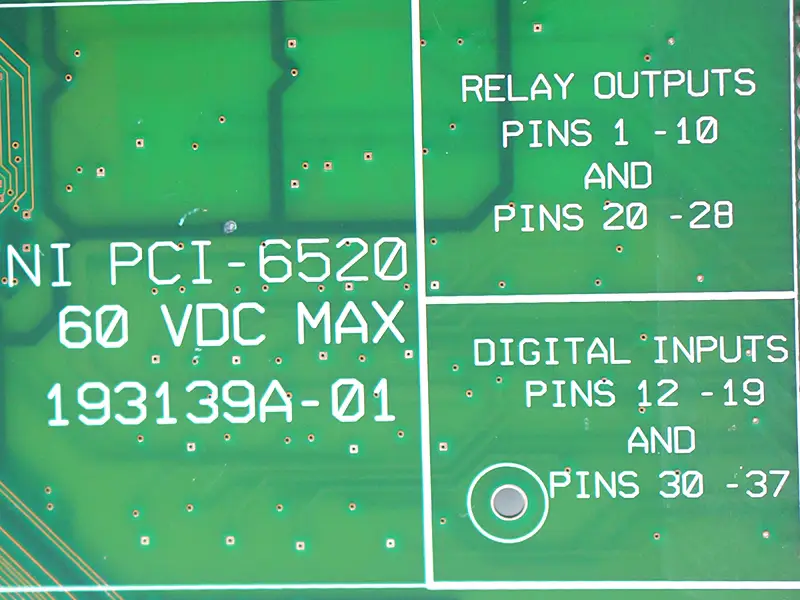 NI PCI-6520
60 VDC MAX
193139A-01
RELAY OUTPUTS
PINS 1 -10
AND
PINS 20 -28
DIGITAL INPUTS
PINS 12 -19
AND
PINS 30 -37